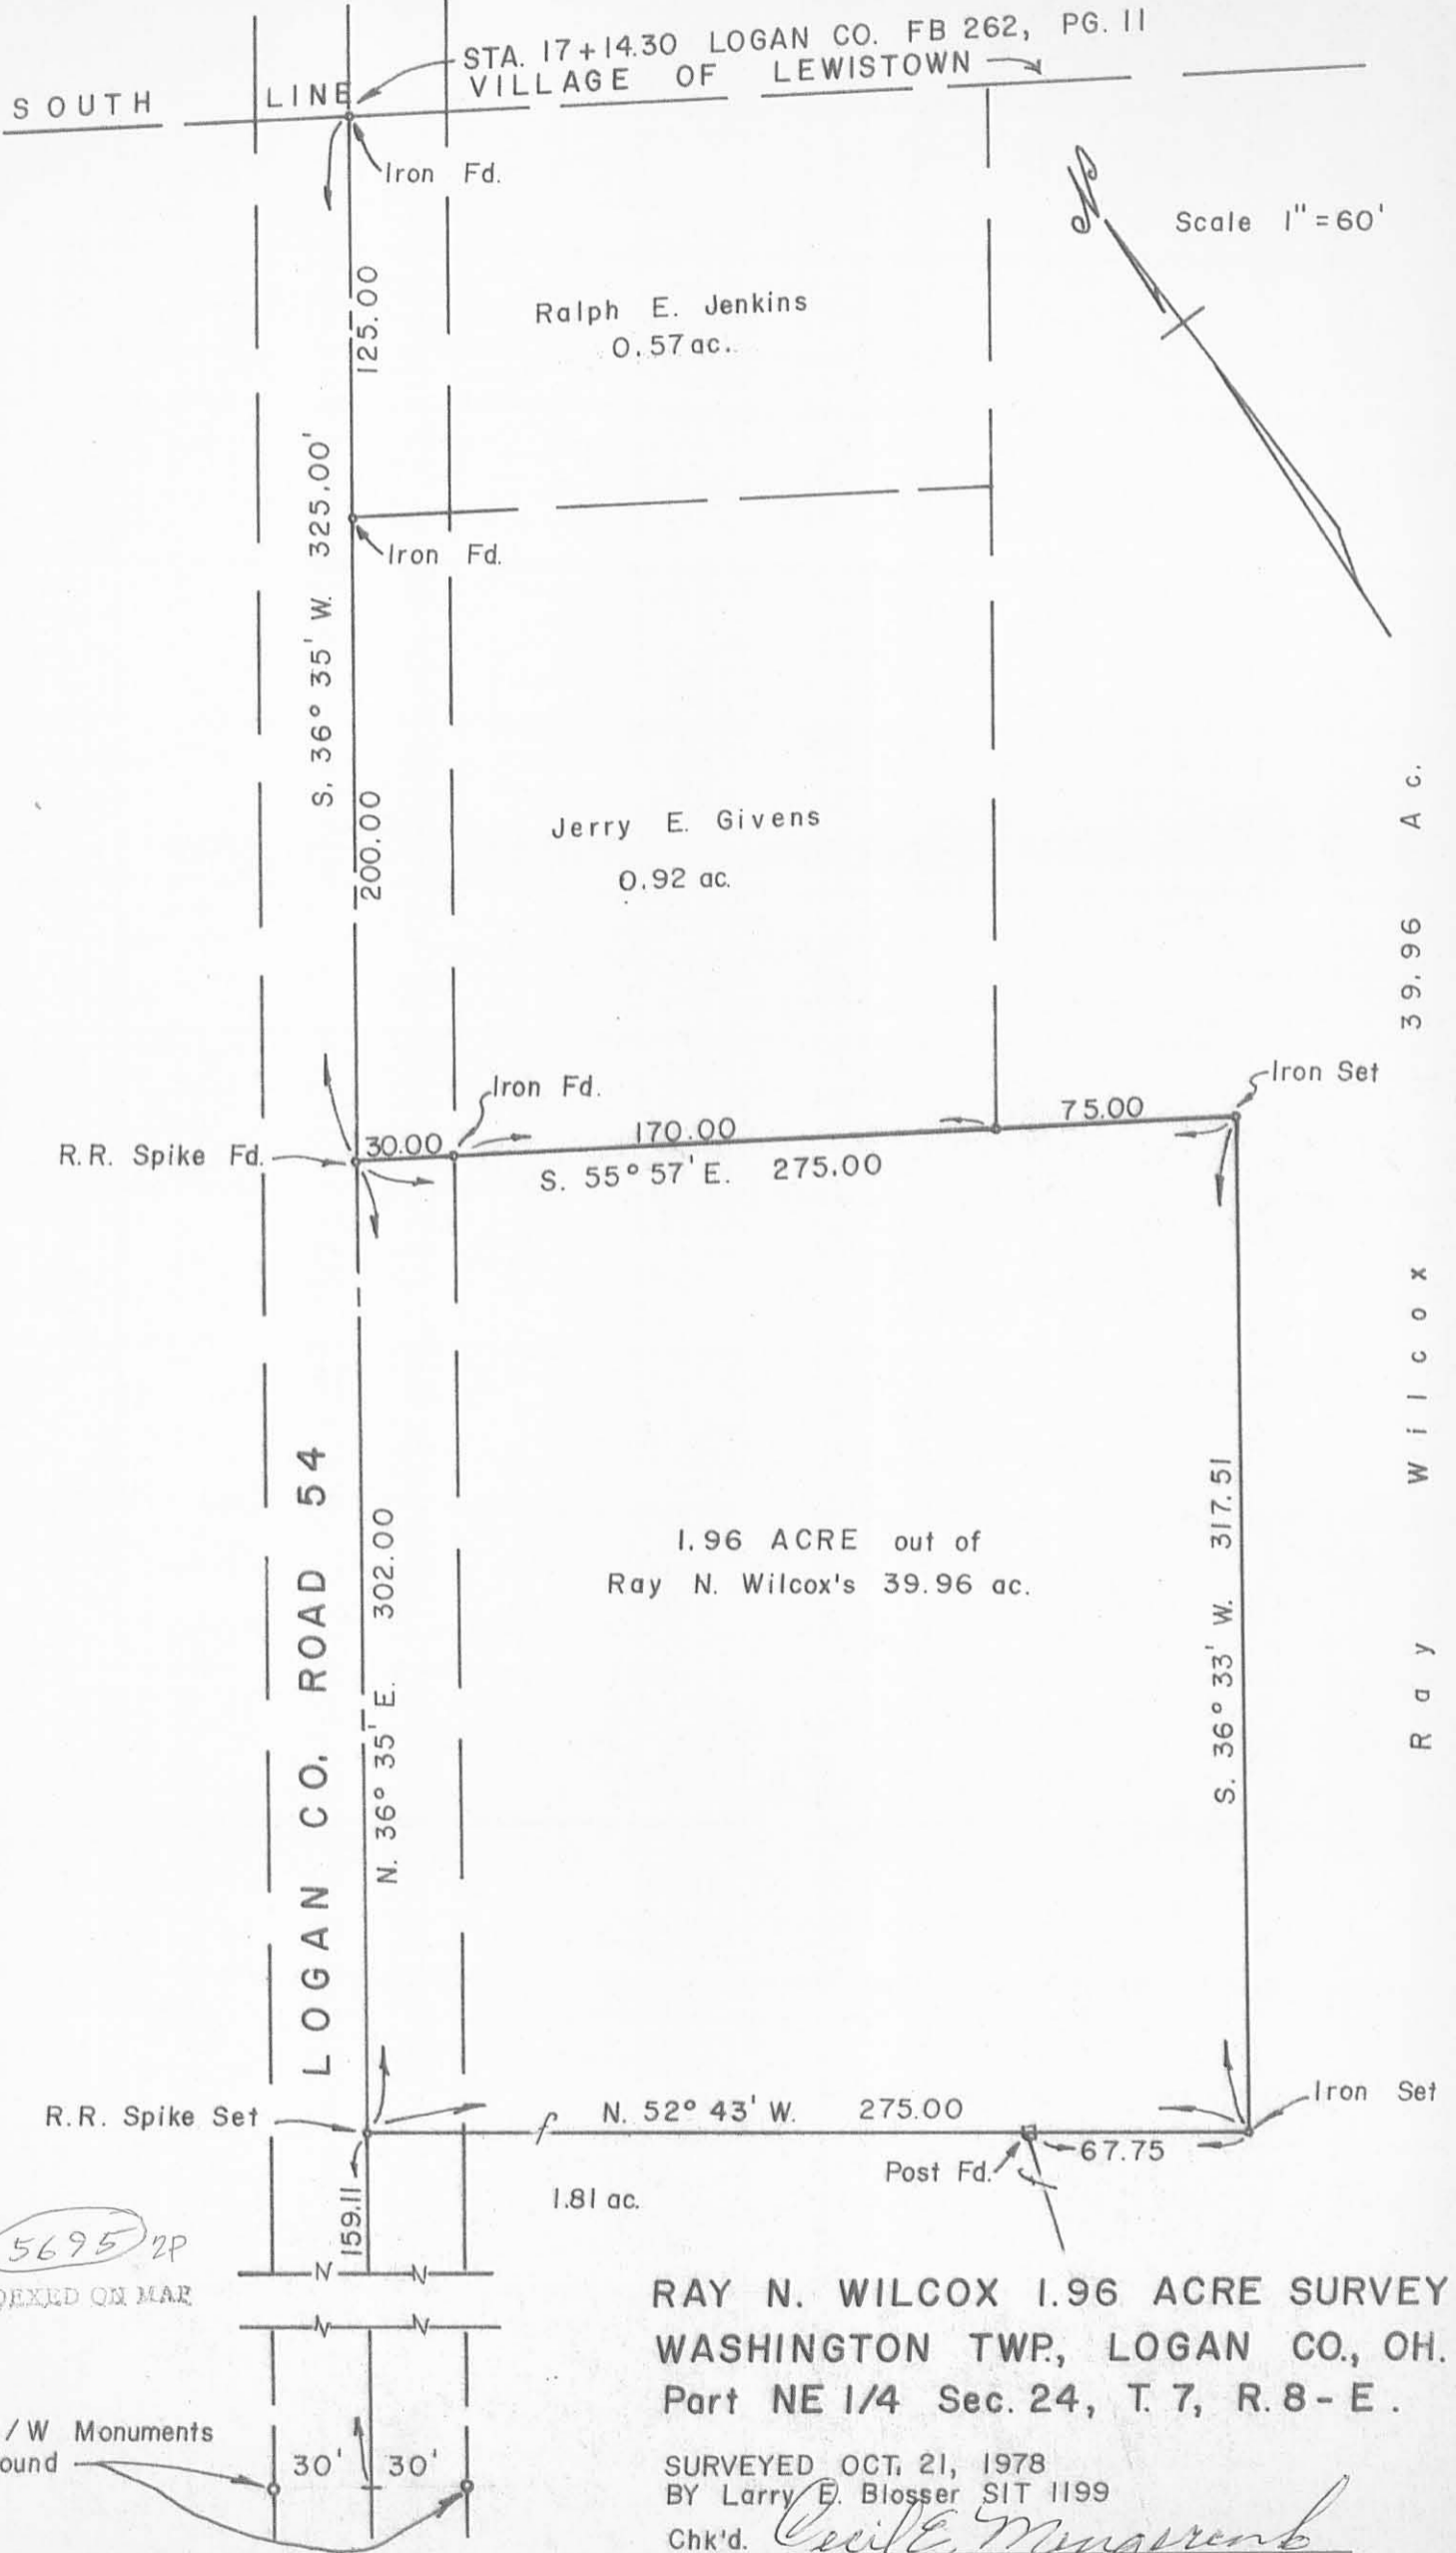 STA. 17+14.30 LOGAN CO. FB 262, PG. 11
SOUTH LINE VILLAGE OF LEWISTOWN
Iron Fd.
Scale 1"=60'
125.00
Ralph E. Jenkins
0.57 ac.
S. 36° 35' W. 325.00'
Iron Fd.
200.00
Jerry E. Givens
0.92 ac.
Ray Wilcox 39.96 Ac.
Iron Fd.
Iron Set
R.R. Spike Fd.
30.00
170.00
75.00
S. 55° 57' E. 275.00
LOGAN CO. ROAD 54
N. 36° 35' E. 302.00
1.96 ACRE out of
Ray N. Wilcox's 39.96 ac.
S. 36° 33' W. 317.51
R.R. Spike Set
N. 52° 43' W. 275.00
Iron Set
67.75
Post Fd.
159.11
1.81 ac.
5695 2P
DEXED ON MAP
N N
N N
/W Monuments
ound
30' 30'
RAY N. WILCOX 1.96 ACRE SURVEY
WASHINGTON TWP., LOGAN CO., OH.
Part NE 1/4 Sec. 24, T. 7, R. 8-E.
SURVEYED OCT. 21, 1978
BY Larry E. Blosser SIT 1199
Chk'd. Cecil E.